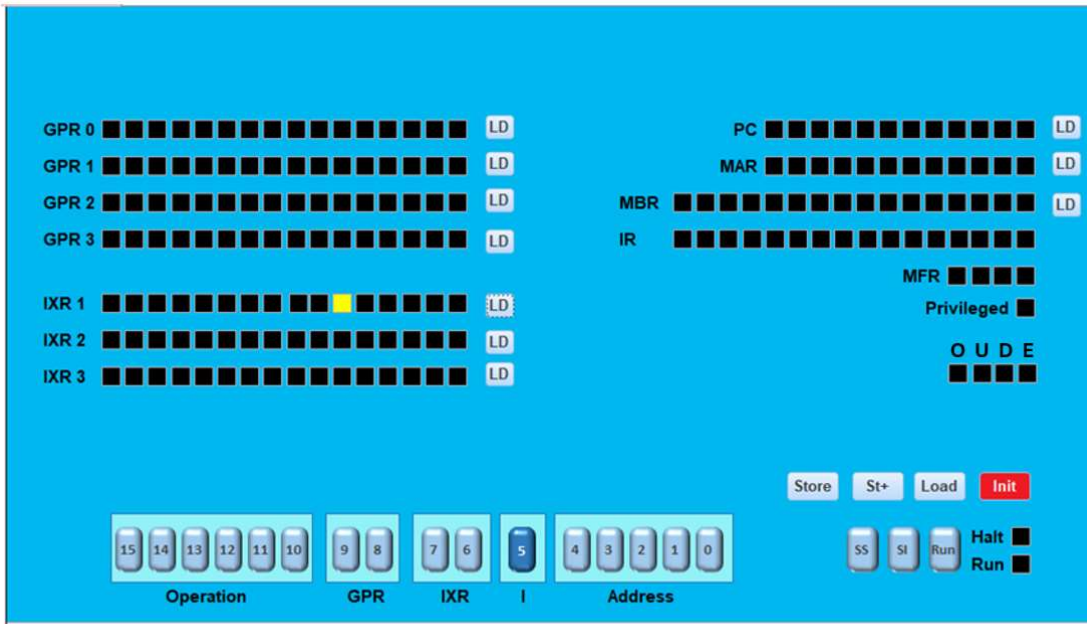 GPR 0 LD PC LD
GPR 1 LD MAR LD
GPR 2 LD MBR LD
GPR 3 LD IR
MFR
IXR 1 LD Privileged
IXR 2 LD
O U D E
IXR 3 LD
Store St+ Load Init
15 14 13 12 11 10 9 8 7 6 5 4 3 2 1 0 SS SI Run Halt
Run
Operation GPR IXR I Address